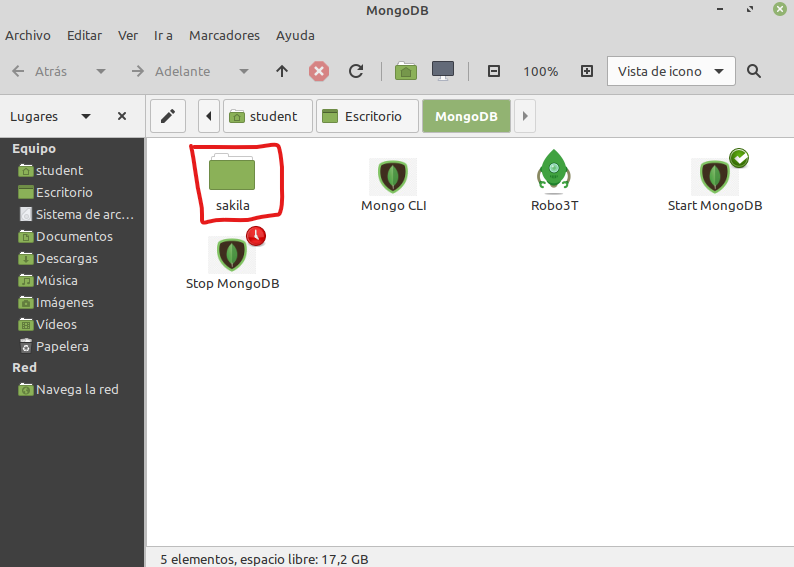 MongoDB
Archivo Editar Ver Ir a Marcadores Ayuda
Atrás Adelante 100% Vista de icono
Lugares student Escritorio MongoDB
Equipo
student
Escritorio
Sistema de arc...
Documentos
Descargas
Música
Imágenes
Vídeos
Papelera
Red
Navega la red
sakila Mongo CLI Robo3T Start MongoDB
Stop MongoDB
5 elementos, espacio libre: 17,2 GB